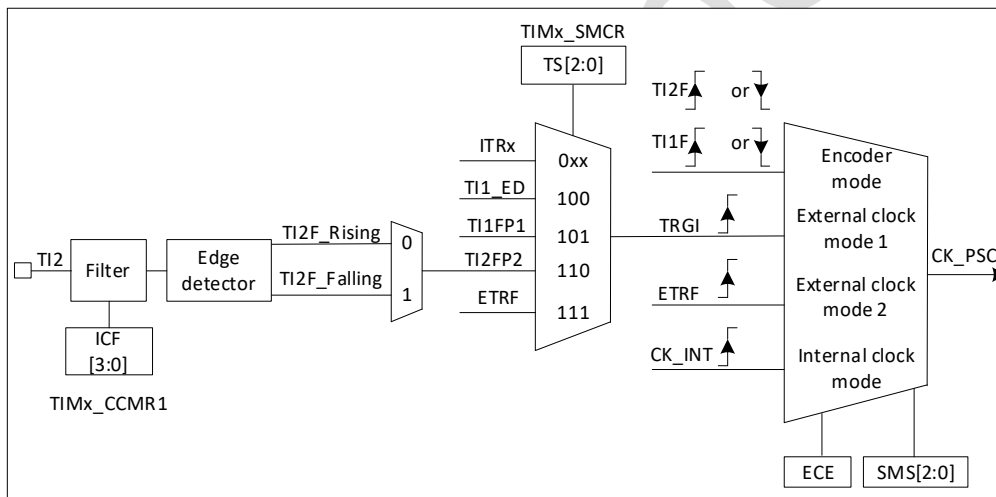 TIMx_SMCR
TS[2:0]
TI2F or
TI1F or
ITRx
0xx
TI1_ED
100
TI1FP1
101
TI2FP2
110
ETRF
111
TI2
Filter
Edge
detector
TI2F_Rising
0
TI2F_Falling
1
ICF
[3:0]
TIMx_CCMR1
TRGI
ETRF
CK_INT
Encoder
mode
External clock
mode 1
External clock
mode 2
Internal clock
mode
CK_PSC
ECE
SMS[2:0]